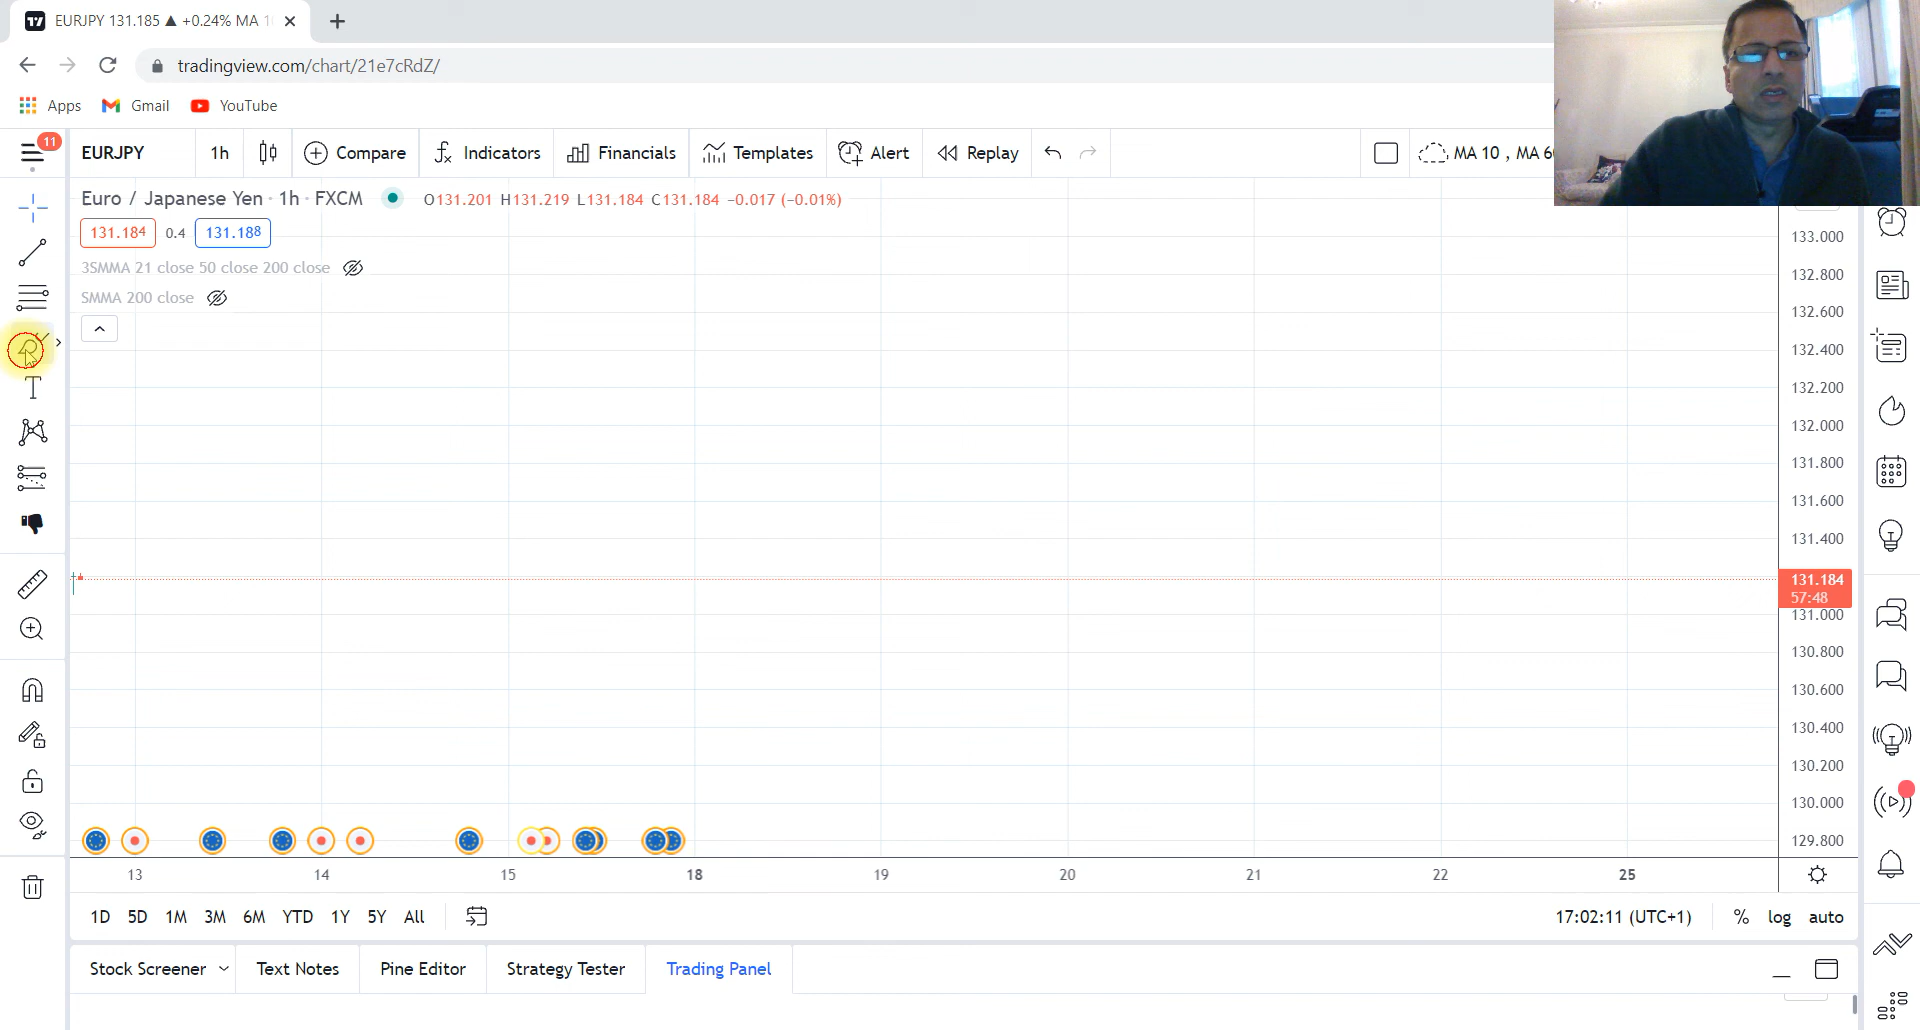 EURJPY 131.185 ▲ +0.24% MA 1
tradingview.com/chart/21e7cRdZ/
Apps Gmail YouTube
11
EURJPY 1h Compare Indicators Financials Templates Alert Replay MA 10 , MA 60
Euro / Japanese Yen · 1h · FXCM O131.201 H131.219 L131.184 C131.184 −0.017 (−0.01%)
131.184 0.4 131.188
3SMMA 21 close 50 close 200 close
SMMA 200 close
133.000
132.800
132.600
132.400
132.200
132.000
131.800
131.600
131.400
131.184
57:48
131.000
130.800
130.600
130.400
130.200
130.000
129.800
13 14 15 18 19 20 21 22 25
1D 5D 1M 3M 6M YTD 1Y 5Y All 17:02:11 (UTC+1) % log auto
Stock Screener Text Notes Pine Editor Strategy Tester Trading Panel